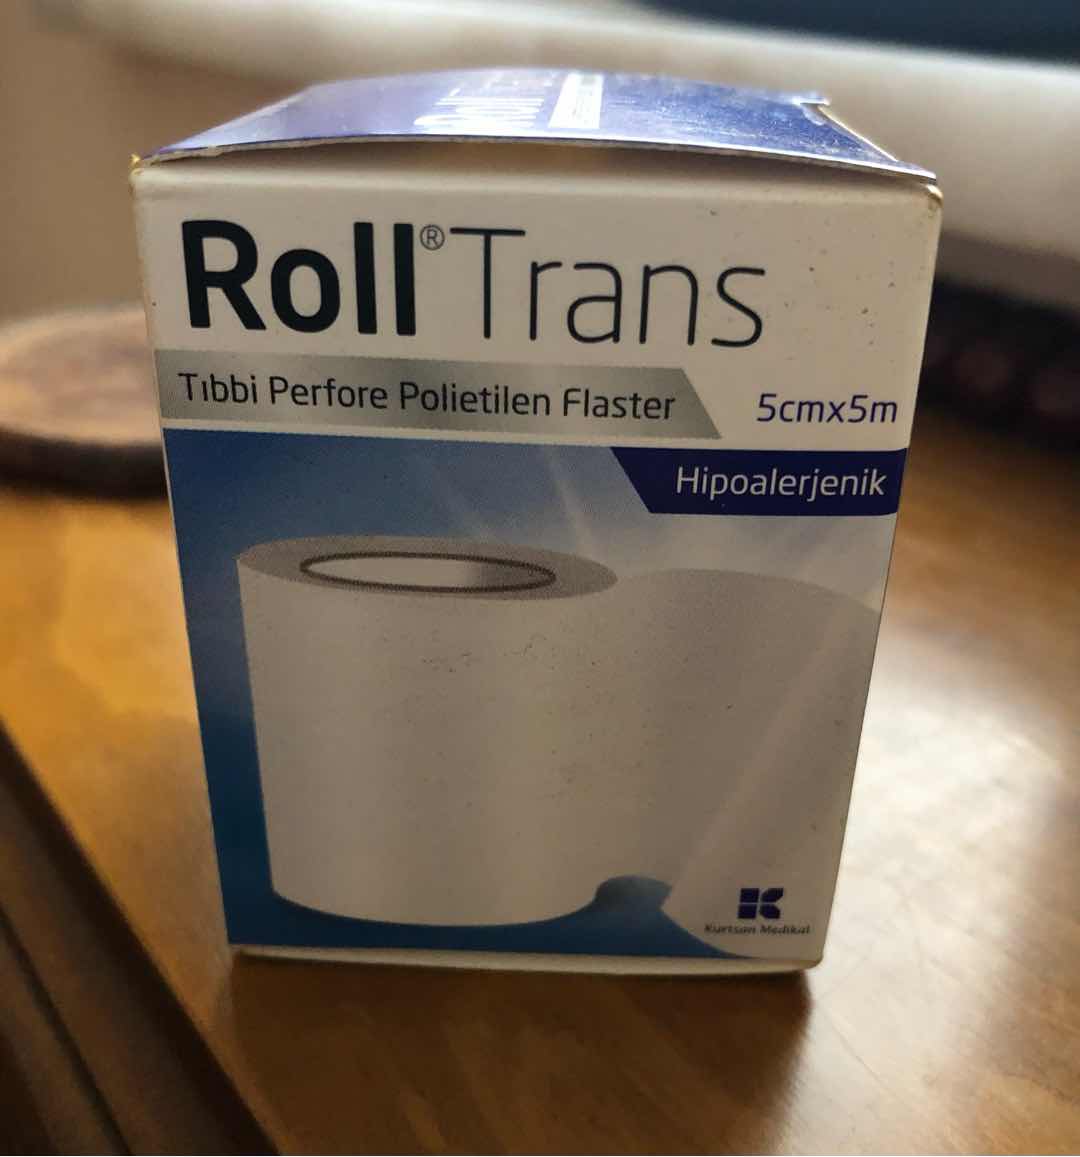 Roll® Trans
Tıbbi Perfore Polietilen Flaster
5cmx5m
Hipoalerjenik
Kurtsan Medikal